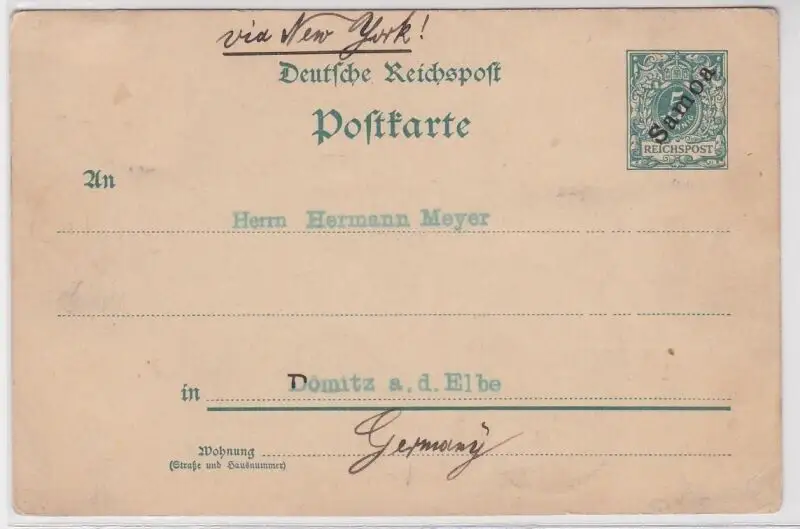 via New York!
Deutsche Reichspost
Postkarte
5
Samoa
REICHSPOST
An
Herrn Hermann Meyer
in Dömitz a.d.Elbe
Wohnung
(Straße und Hausnummer)
Germany